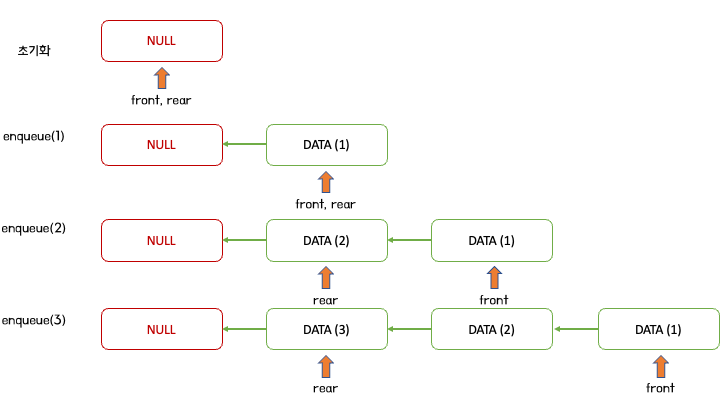 초기화
NULL
front, rear
enqueue(1)
NULL
DATA (1)
front, rear
enqueue(2)
NULL
DATA (2)
DATA (1)
rear
front
enqueue(3)
NULL
DATA (3)
DATA (2)
DATA (1)
rear
front